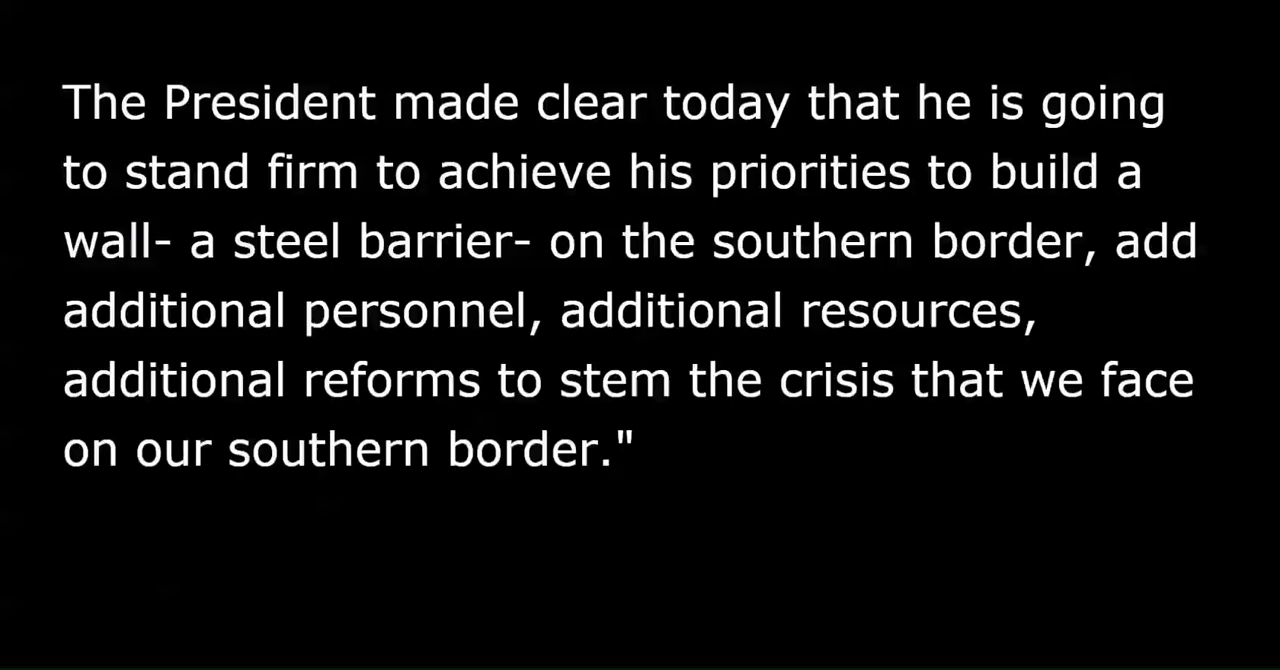 The President made clear today that he is going
to stand firm to achieve his priorities to build a
wall- a steel barrier- on the southern border, add
additional personnel, additional resources,
additional reforms to stem the crisis that we face
on our southern border."